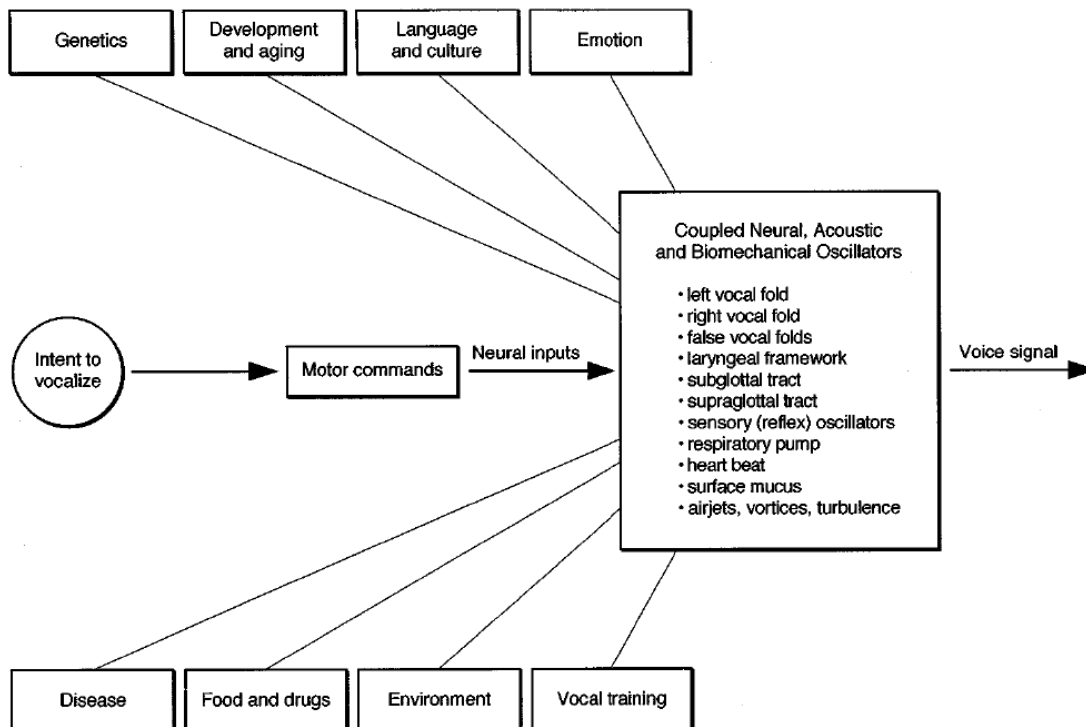 Genetics
Development
and aging
Language
and culture
Emotion
Coupled Neural, Acoustic
and Biomechanical Oscillators
• left vocal fold
• right vocal fold
• false vocal folds
• laryngeal framework
• subglottal tract
• supraglottal tract
• sensory (reflex) oscillators
• respiratory pump
• heart beat
• surface mucus
• airjets, vortices, turbulence
Intent to
vocalize
Motor commands
Neural inputs
Voice signal
Disease
Food and drugs
Environment
Vocal training